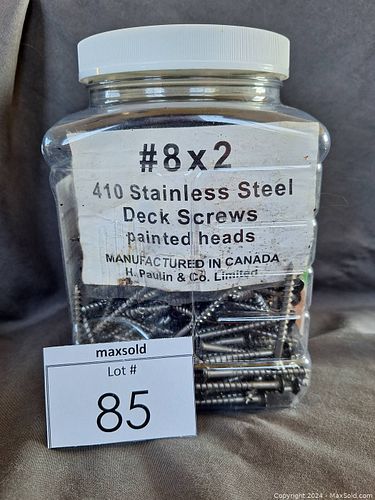 #8x2
410 Stainless Steel
Deck Screws
painted heads
MANUFACTURED IN CANADA
H. Paulin & Co. Limited
maxsold
Lot #
85
Copyright 2024 - MaxSold.com